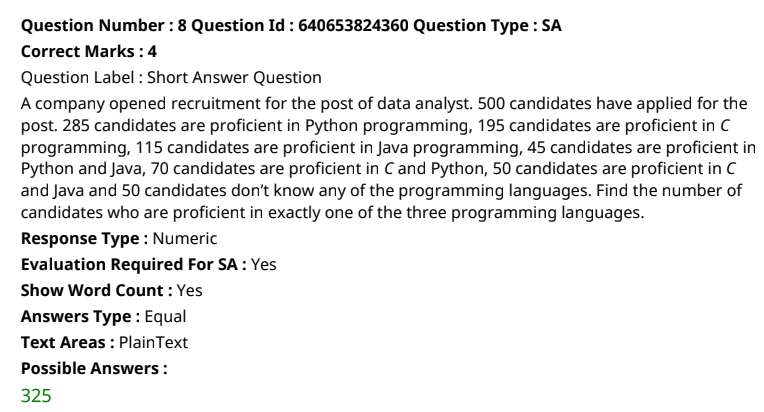 Question Number : 8 Question Id : 640653824360 Question Type : SA
Correct Marks : 4
Question Label : Short Answer Question
A company opened recruitment for the post of data analyst. 500 candidates have applied for the
post. 285 candidates are proficient in Python programming, 195 candidates are proficient in C
programming, 115 candidates are proficient in Java programming, 45 candidates are proficient in
Python and Java, 70 candidates are proficient in C and Python, 50 candidates are proficient in C
and Java and 50 candidates don’t know any of the programming languages. Find the number of
candidates who are proficient in exactly one of the three programming languages.
Response Type : Numeric
Evaluation Required For SA : Yes
Show Word Count : Yes
Answers Type : Equal
Text Areas : PlainText
Possible Answers :
325